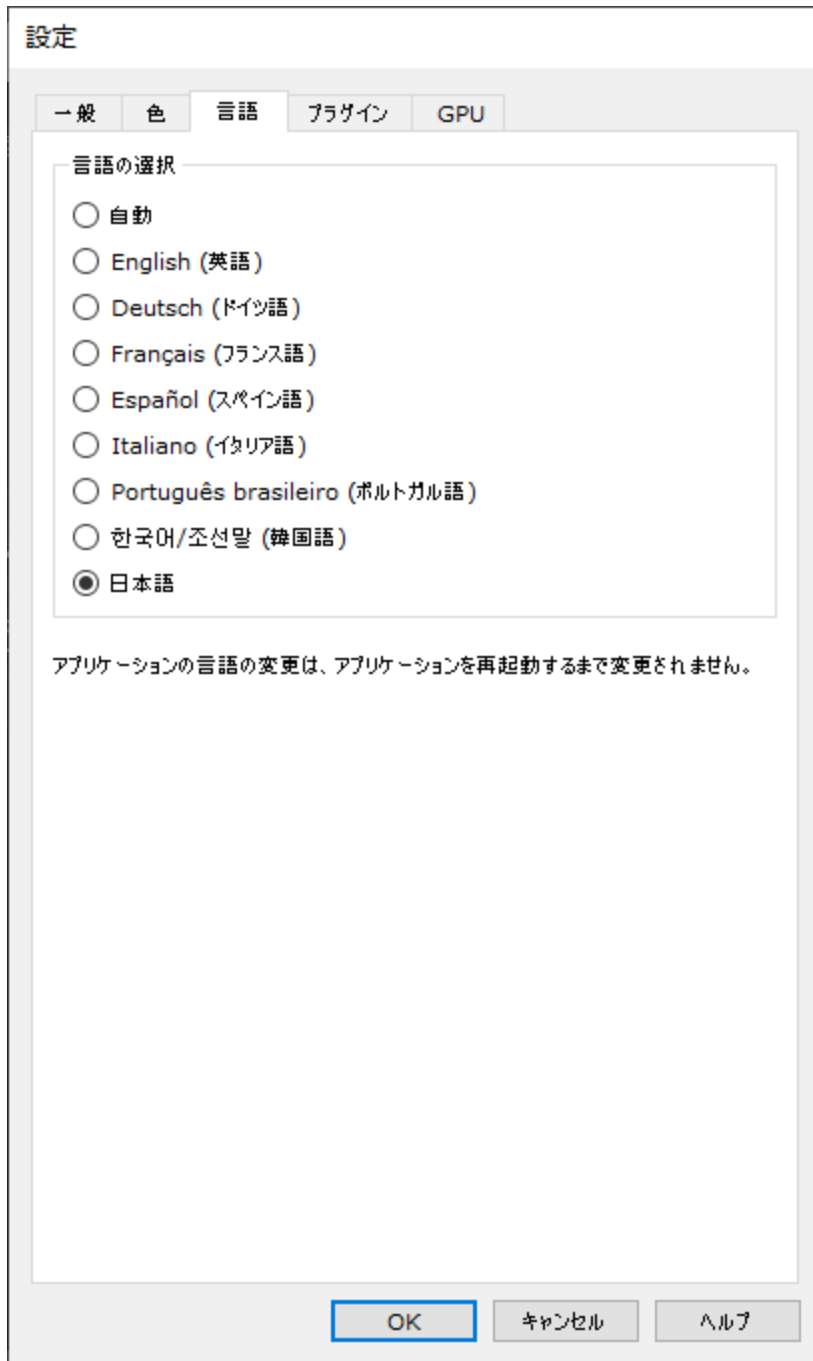 設定
一般 色 言語 プラグイン GPU
言語の選択
自動
English (英語)
Deutsch (ドイツ語)
Français (フランス語)
Español (スペイン語)
Italiano (イタリア語)
Português brasileiro (ポルトガル語)
한국어/조선말 (韓国語)
日本語
アプリケーションの言語の変更は、アプリケーションを再起動するまで変更されません。
OK キャンセル ヘルプ